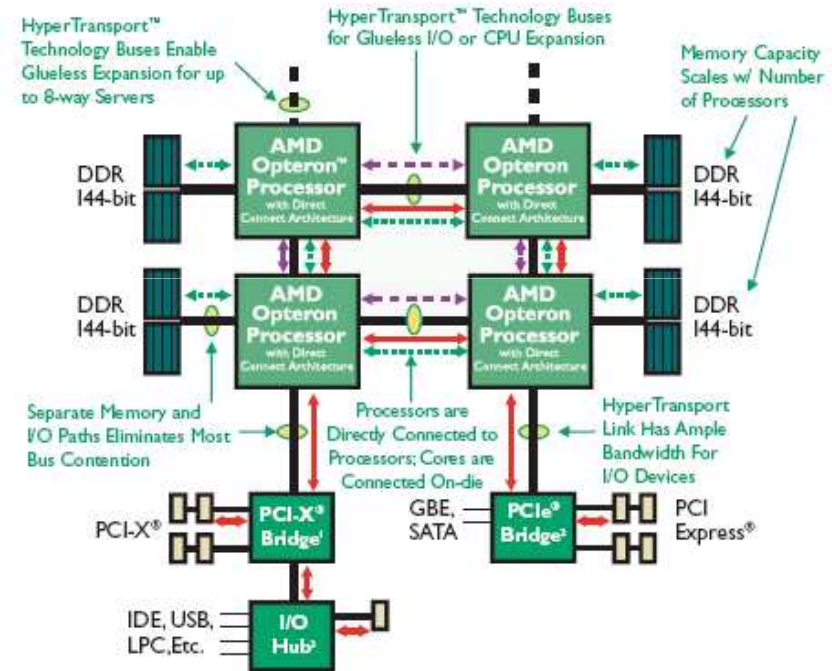 HyperTransport™
Technology Buses Enable
Glueless Expansion for up
to 8-way Servers
HyperTransport™ Technology Buses
for Glueless I/O or CPU Expansion
Memory Capacity
Scales w/ Number
of Processors
DDR
144-bit
AMD
Opteron™
Processor
with Direct
Connect Architecture
AMD
Opteron
Processor
with Direct
Connect Architecture
DDR
144-bit
DDR
144-bit
AMD
Opteron
Processor
with Direct
Connect Architecture
AMD
Opteron
Processor
with Direct
Connect Architecture
DDR
144-bit
Separate Memory and
I/O Paths Eliminates Most
Bus Contention
Processors are
Directly Connected to
Processors; Cores are
Connected On-die
HyperTransport
Link Has Ample
Bandwidth For
I/O Devices
PCI-X®
PCI-X®
Bridge¹
GBE,
SATA
PCIe®
Bridge²
PCI
Express®
IDE, USB,
LPC,Etc.
I/O
Hub³